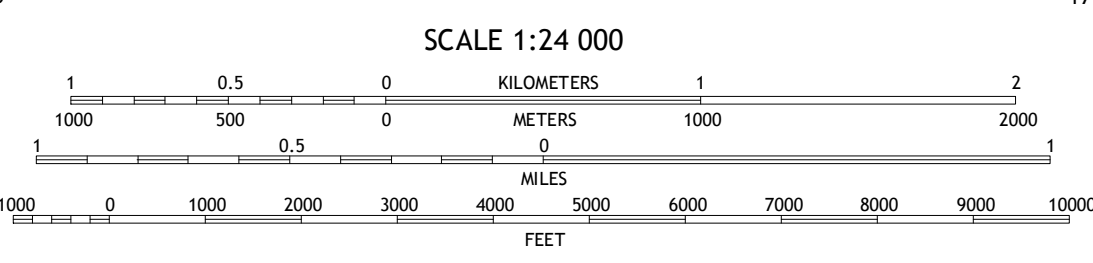 SCALE 1:24 000
1 0.5 0 KILOMETERS 1 2
1000 500 0 METERS 1000 2000
1 0.5 0 1
MILES
1000 0 1000 2000 3000 4000 5000 6000 7000 8000 9000 10000
FEET